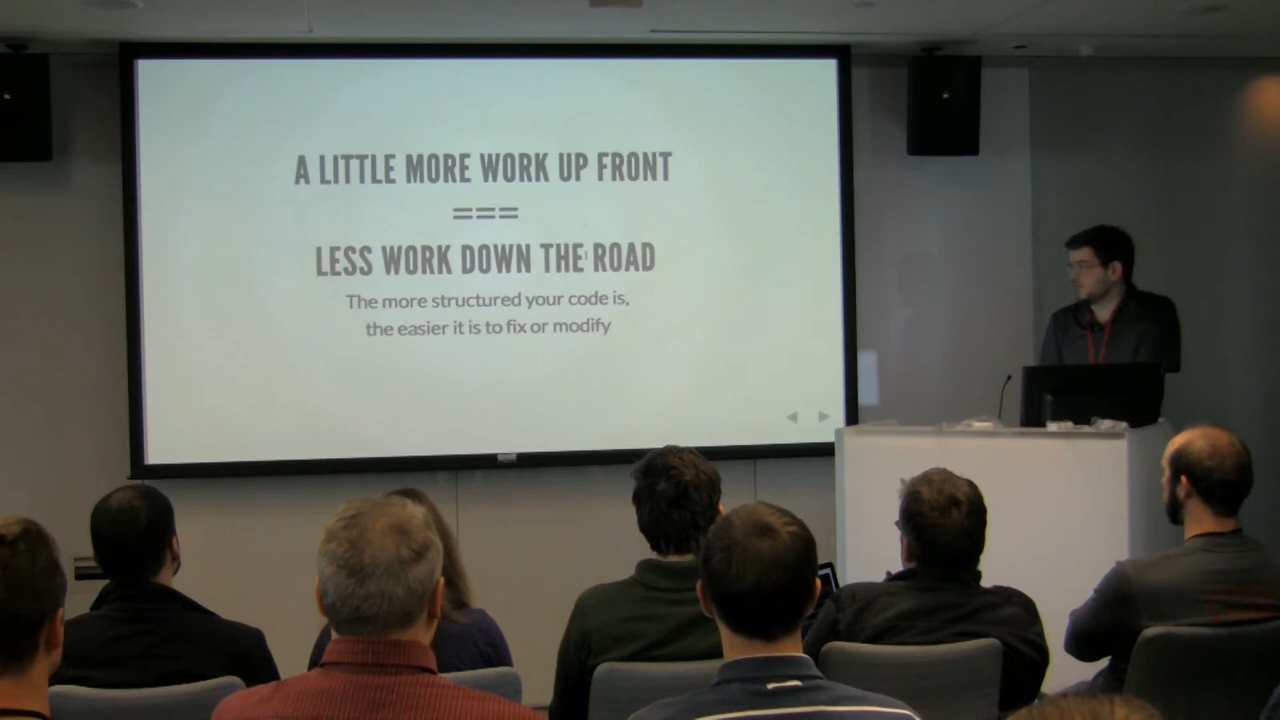 A LITTLE MORE WORK UP FRONT
===
LESS WORK DOWN THE ROAD
The more structured your code is,
the easier it is to fix or modify